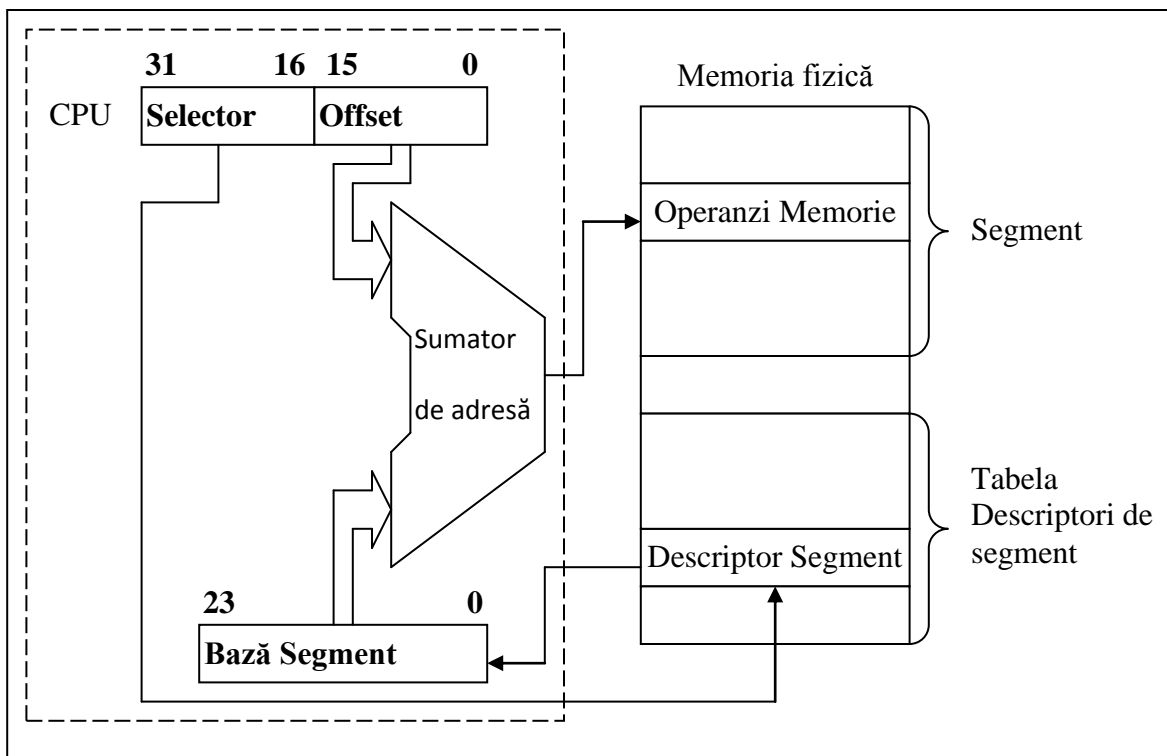 31 16 15 0
CPU
Selector
Offset
Memoria fizică
Operanzi Memorie
Segment
Sumator
de adresă
Tabela
Descriptori de
segment
Descriptor Segment
23 0
Bază Segment